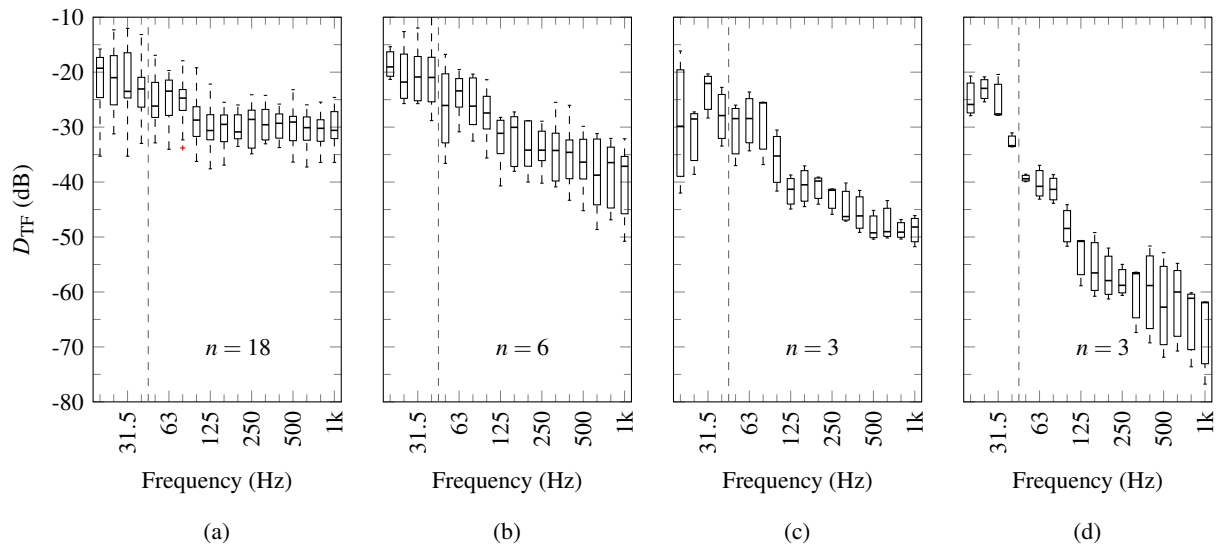 -10
-20
-30
-40
-50
-60
-70
-80
D_TF (dB)
n = 18
n = 6
n = 3
n = 3
31.5 63 125 250 500 1k
31.5 63 125 250 500 1k
31.5 63 125 250 500 1k
31.5 63 125 250 500 1k
Frequency (Hz)
Frequency (Hz)
Frequency (Hz)
Frequency (Hz)
(a)
(b)
(c)
(d)